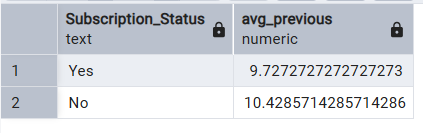 Subscription_Status avg_previous
text numeric
1 Yes 9.7272727272727273
2 No 10.4285714285714286